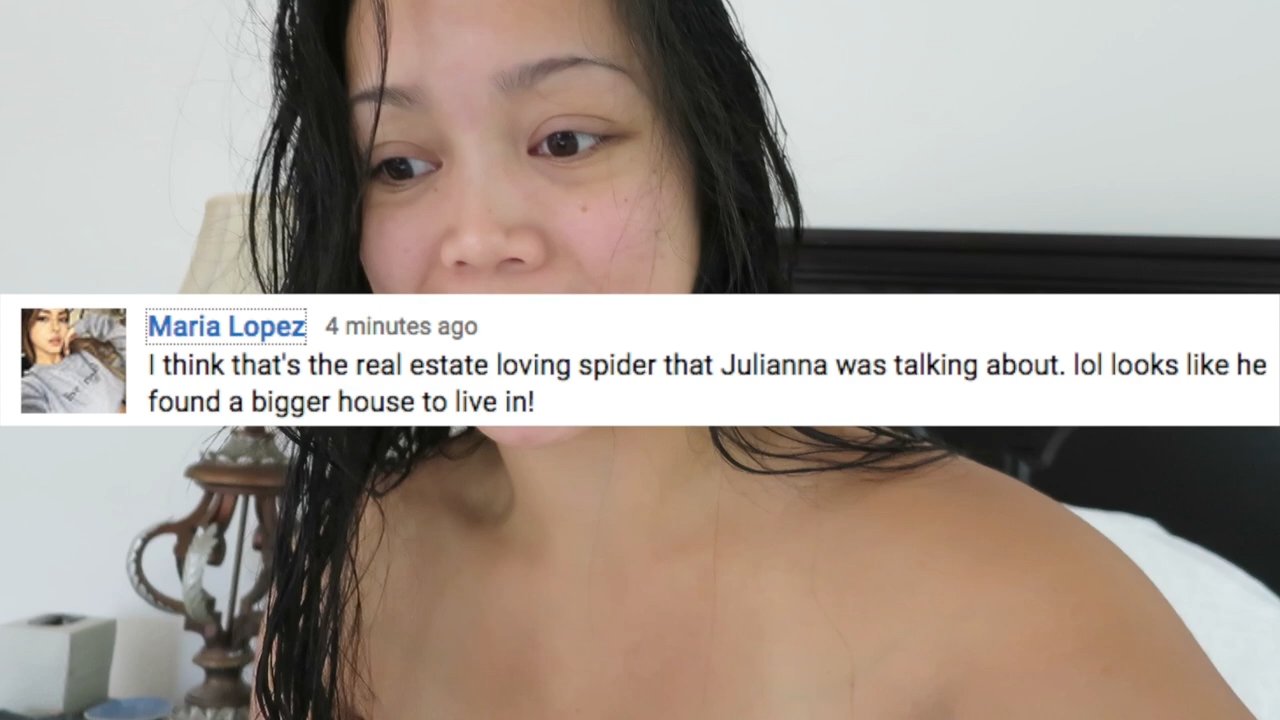 Maria Lopez 4 minutes ago
I think that's the real estate loving spider that Julianna was talking about. lol looks like he
found a bigger house to live in!